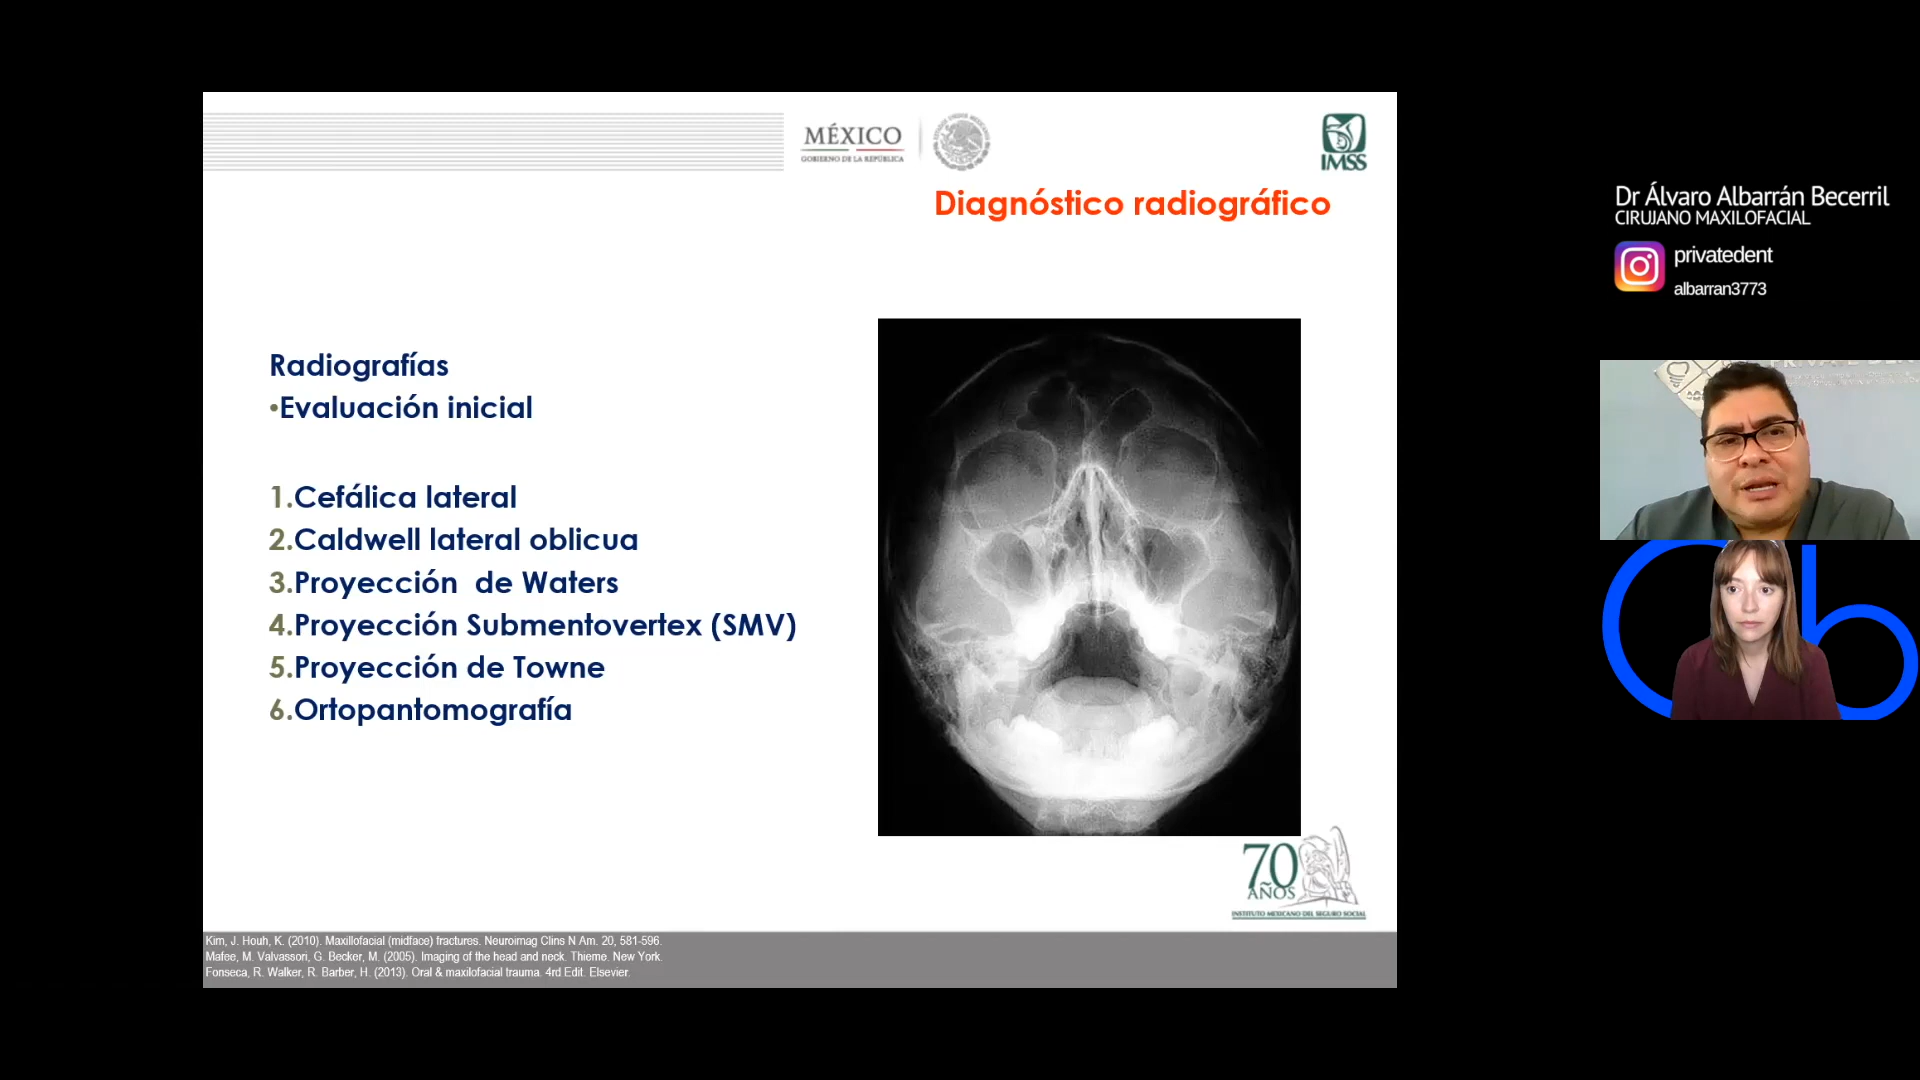 MÉXICO
GOBIERNO DE LA REPÚBLICA
IMSS
Diagnóstico radiográfico
Radiografías
•Evaluación inicial
1.Cefálica lateral
2.Caldwell lateral oblicua
3.Proyección  de Waters
4.Proyección Submentovertex (SMV)
5.Proyección de Towne
6.Ortopantomografía
70
AÑOS
INSTITUTO MEXICANO DEL SEGURO SOCIAL
Kim, J. Houh, K. (2010). Maxillofacial (midface) fractures. Neuroimag Clins N Am. 20, 581-596.
Mafee, M. Valvassori, G. Becker, M. (2005). Imaging of the head and neck. Thieme. New York.
Fonseca, R. Walker, R. Barber, H. (2013). Oral & maxilofacial trauma. 4rd Edit. Elsevier.
Dr Álvaro Albarrán Becerril
CIRUJANO MAXILOFACIAL
privatedent
albarran3773